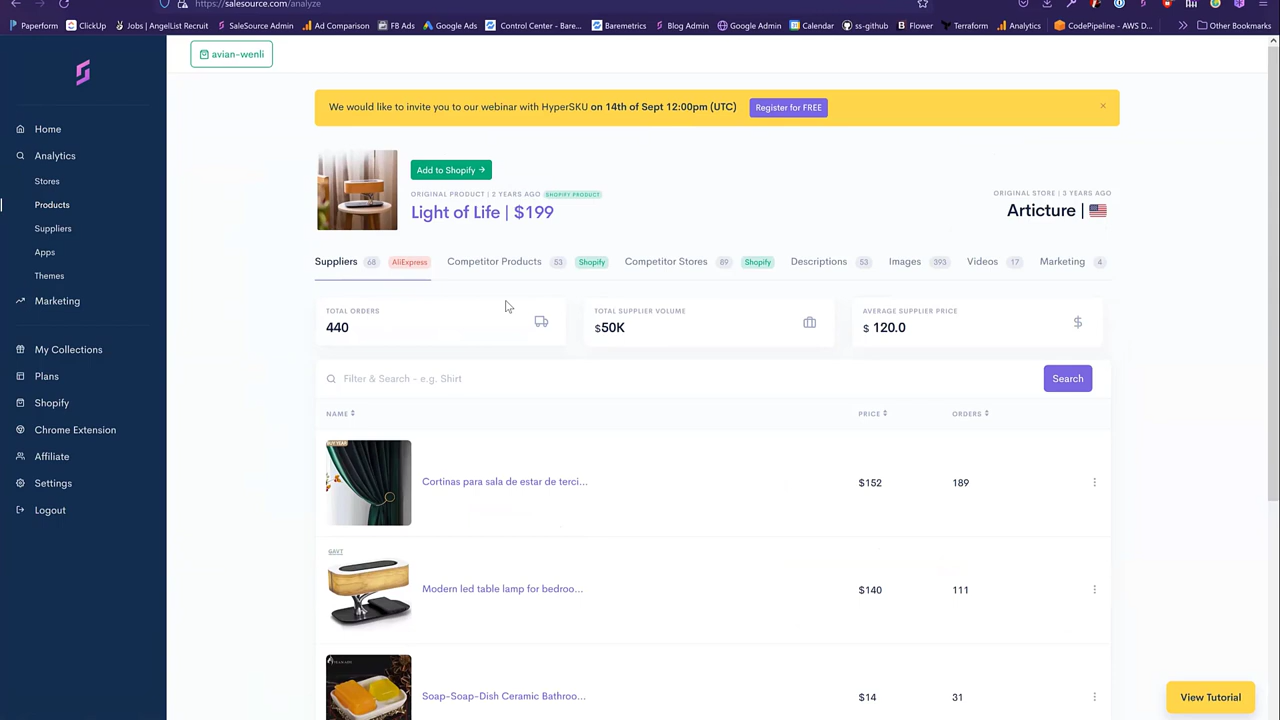 salesource.com/analyze
Paperform ClickUp Jobs | AngelList Recruit SaleSource Admin Ad Comparison FB Ads Google Ads Control Center - Bare... Baremetrics Blog Admin Google Admin Calendar ss-github Flower Terraform Analytics CodePipeline - AWS D... Other Bookmarks
avian-wenli
We would like to invite you to our webinar with HyperSKU on 14th of Sept 12:00pm (UTC) Register for FREE
Home
Analytics
Stores
Products
Suppliers
Apps
Themes
Marketing
My Collections
Plans
Shopify
Chrome Extension
Affiliate
Settings
Logout
Add to Shopify
ORIGINAL PRODUCT | 2 YEARS AGO SHOPIFY PRODUCT
Light of Life | $199
ORIGINAL STORE | 3 YEARS AGO
Articture |
Suppliers 68 AliExpress Competitor Products 53 Shopify Competitor Stores 89 Shopify Descriptions 53 Images 393 Videos 17 Marketing 4
TOTAL ORDERS
440
TOTAL SUPPLIER VOLUME
$50K
AVERAGE SUPPLIER PRICE
$ 120.0
Filter & Search - e.g. Shirt
Search
NAME PRICE ORDERS
Cortinas para sala de estar de terci... $152 189
Modern led table lamp for bedroo... $140 111
Soap-Soap-Dish Ceramic Bathroo... $14 31
View Tutorial